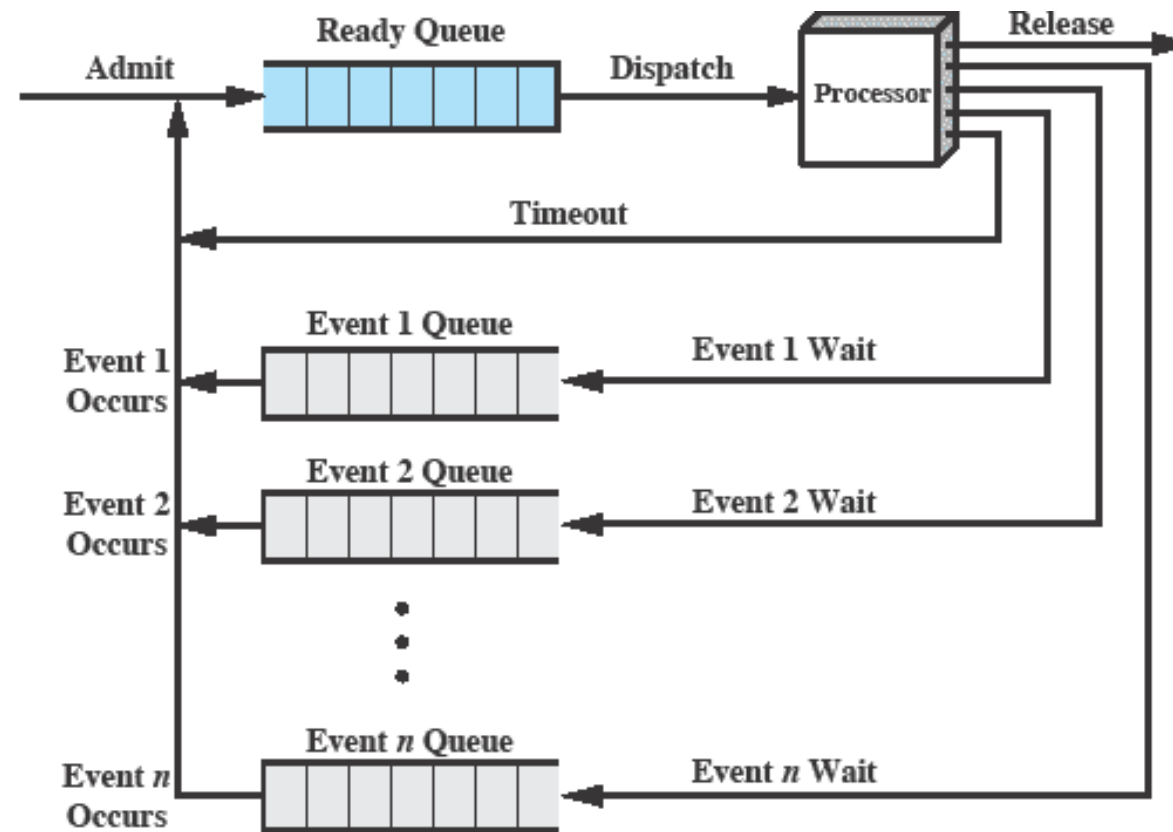 Ready Queue
Release
Admit
Dispatch
Processor
Timeout
Event 1 Queue
Event 1
Occurs
Event 1 Wait
Event 2 Queue
Event 2
Occurs
Event 2 Wait
Event n Queue
Event n
Occurs
Event n Wait